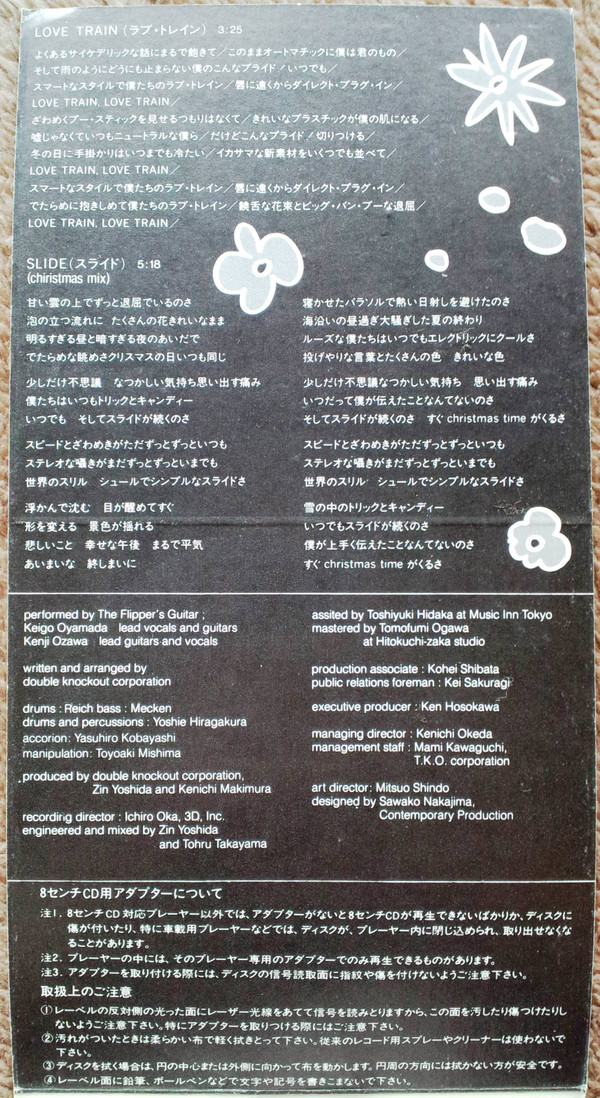 LOVE TRAIN (ラブ・トレイン) 3:25
よくあるサイケデリックな話にまるで飽きて／このままオートマチックに僕は君のもの／
そして雨のようにどうにも止まらない僕のこんなプライド／いつでも／
スマートなスタイルで僕たちのラブ・トレイン／唇に遠くからダイレクト・プラグ・イン／
LOVE TRAIN, LOVE TRAIN／
ざわめくプー・スティックを見せるつもりはなくて／きれいなプラスチックが僕の肌になる／
嘘じゃなくていつもニュートラルな僕ら／だけどこんなプライド／切りつける／
冬の日に手掛かりはいつまでも冷たい／イカサマな新素材をいくつでも並べて／
LOVE TRAIN, LOVE TRAIN／
スマートなスタイルで僕たちのラブ・トレイン／唇に遠くからダイレクト・プラグ・イン／
でたらめに抱きしめて僕たちのラブ・トレイン／饒舌な花束とビッグ・バン・プーな退屈／
LOVE TRAIN, LOVE TRAIN／
SLIDE (スライド) 5:18
(chiristmas mix)
甘い雲の上でずっと退屈でいるのさ
泡の立つ流れに たくさんの花きれいなまま
明るすぎる昼と暗すぎる夜のあいだで
でたらめな眺めさクリスマスの日いつも同じ
少しだけ不思議 なつかしい気持ち思い出す痛み
僕たちはいつもトリックとキャンディー
いつでも そしてスライドが続くのさ
スピードとざわめきがただずっとずっといつも
ステレオな囁きがまだずっとずっといまでも
世界のスリル シュールでシンプルなスライドさ
浮かんで沈む 目が醒めてすぐ
形を変える 景色が揺れる
悲しいこと 幸せな午後 まるで平気
あいまいな 終しまいに
寝かせたパラソルで熱い日射しを避けたのさ
海沿いの昼過ぎ大騒ぎした夏の終わり
ルーズな僕たちはいつでもエレクトリックにクールさ
投げやりな言葉とたくさんの色 きれいな色
少しだけ不思議なつかしい気持ち 思い出す痛み
いつだって僕が伝えたことなんてないのさ
そしてスライドが続くのさ すぐ christmas time がくるさ
スピードとざわめきがただずっとずっといつも
ステレオな囁きがまだずっとずっといまでも
世界のスリル シュールでシンプルなスライドさ
雪の中のトリックとキャンディー
いつでもスライドが続くのさ
僕が上手く伝えたことなんてないのさ
すぐ christmas time がくるさ
performed by The Flipper's Guitar ;
Keigo Oyamada lead vocals and guitars
Kenji Ozawa lead guitars and vocals
written and arranged by
double knockout corporation
drums : Reich bass : Mecken
drums and percussions : Yoshie Hiragakura
accorion: Yasuhiro Kobayashi
manipulation: Toyoaki Mishima
produced by double knockout corporation,
Zin Yoshida and Kenichi Makimura
recording director : Ichiro Oka, 3D, Inc.
engineered and mixed by Zin Yoshida
and Tohru Takayama
assited by Toshiyuki Hidaka at Music Inn Tokyo
mastered by Tomofumi Ogawa
at Hitokuchi-zaka studio
production associate : Kohei Shibata
public relations foreman : Kei Sakuragi
executive producer : Ken Hosokawa
managing director : Kenichi Okeda
management staff : Mami Kawaguchi,
T.K.O. corporation
art director: Mitsuo Shindo
designed by Sawako Nakajima,
Contemporary Production
8センチCD用アダプターについて
注1. 8センチCD対応プレーヤー以外では、アダプターがないと8センチCDが再生できないばかりか、ディスクに
傷が付いたり、特に車載用プレーヤーなどでは、ディスクが、プレーヤー内に閉じ込められ、取り出せなくな
ることがあります。
注2. プレーヤーの中には、そのプレーヤー専用のアダプターでのみ再生できるものがあります。
注3. アダプターを取り付ける際には、ディスクの信号読取面に指紋や傷を付けないようご注意下さい。
取扱上のご注意
①レーベルの反対側の光った面にレーザー光線をあてて信号を読みとりますから、この面を汚したり傷つけたりし
ないようご注意下さい。特にアダプターを取りつける際にはご注意下さい。
②汚れがついたときは柔らかい布で軽く拭きとって下さい。従来のレコード用スプレーやクリーナーは使わないで
下さい。
③ディスクを拭く場合は、円の中心または外側に向かって布を動かします。円周の方向には拭かない方が安全です。
④レーベル面に鉛筆、ボールペンなどで文字や記号を書きこまないで下さい。